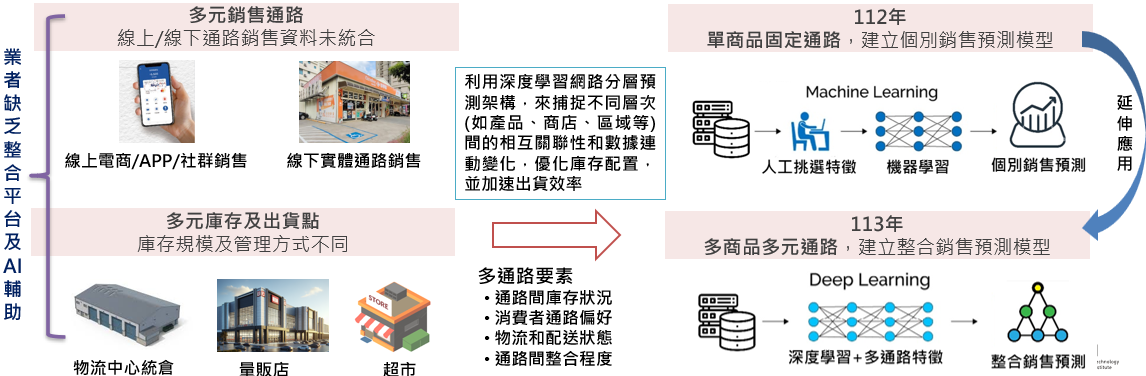 業者缺乏整合平台及AI輔助
多元銷售通路
線上/線下通路銷售資料未統合
線上電商/APP/社群銷售
線下實體通路銷售
多元庫存及出貨點
庫存規模及管理方式不同
物流中心統倉
量販店
STORE
超市
利用深度學習網路分層預
測架構，來捕捉不同層次
(如產品、商店、區域等)
間的相互關聯性和數據連
動變化，優化庫存配置，
並加速出貨效率
多通路要素
• 通路間庫存狀況
• 消費者通路偏好
• 物流和配送狀態
• 通路間整合程度
112年
單商品固定通路，建立個別銷售預測模型
Machine Learning
人工挑選特徵
機器學習
個別銷售預測
延伸應用
113年
多商品多元通路，建立整合銷售預測模型
Deep Learning
深度學習+多通路特徵
整合銷售預測